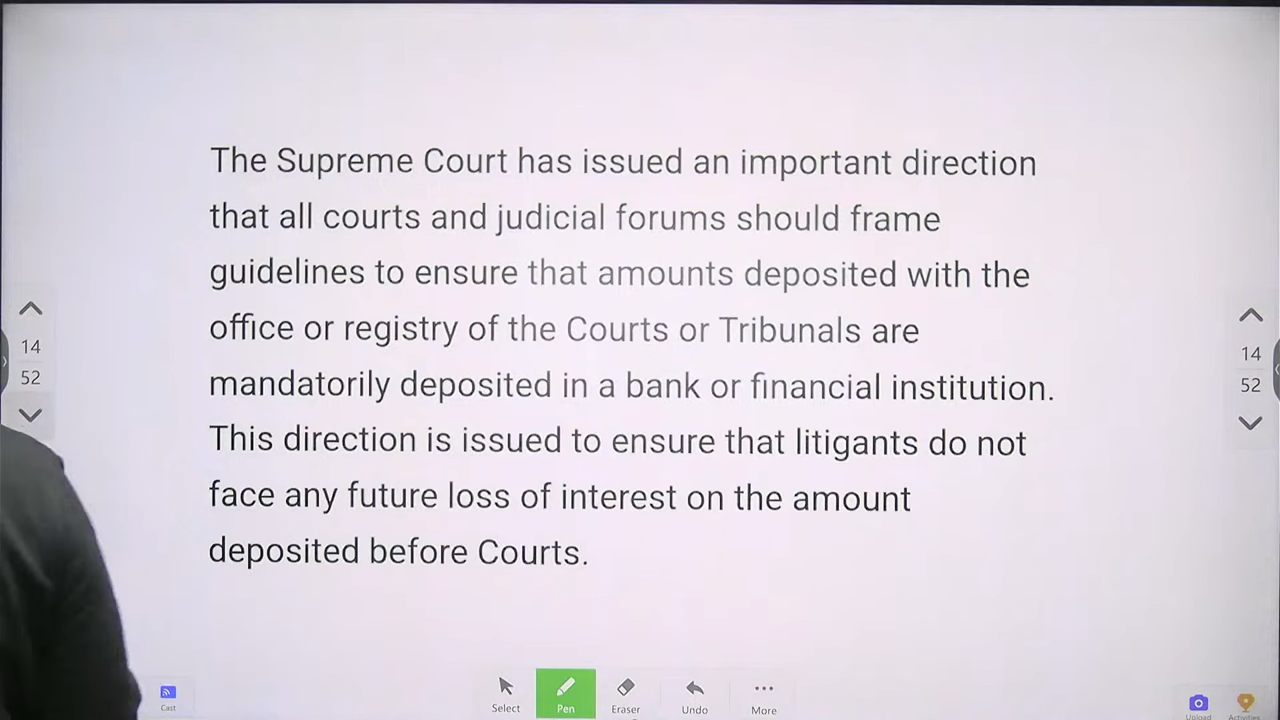 The Supreme Court has issued an important direction
that all courts and judicial forums should frame
guidelines to ensure that amounts deposited with the
office or registry of the Courts or Tribunals are
mandatorily deposited in a bank or financial institution.
This direction is issued to ensure that litigants do not
face any future loss of interest on the amount
deposited before Courts.
14
52
14
52
Cast
Select
Pen
Eraser
Undo
More
Upload
Activities